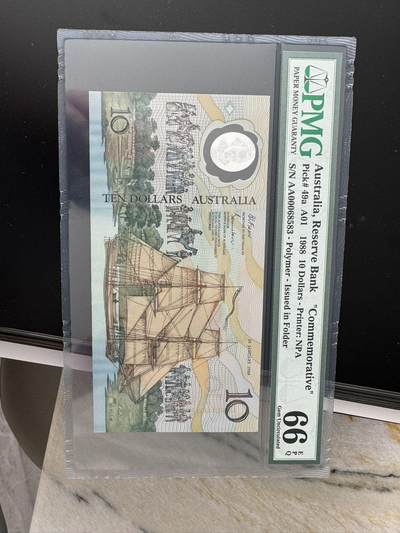 PMG
PAPER MONEY GUARANTY
Australia, Reserve Bank "Commemorative"
Pick# 49a A01 1988 10 Dollars - Printer: NPA
S/N AA00068583 - Polymer - Issued in Folder
66 EPQ
Gem Uncirculated
10
TEN DOLLARS AUSTRALIA
10